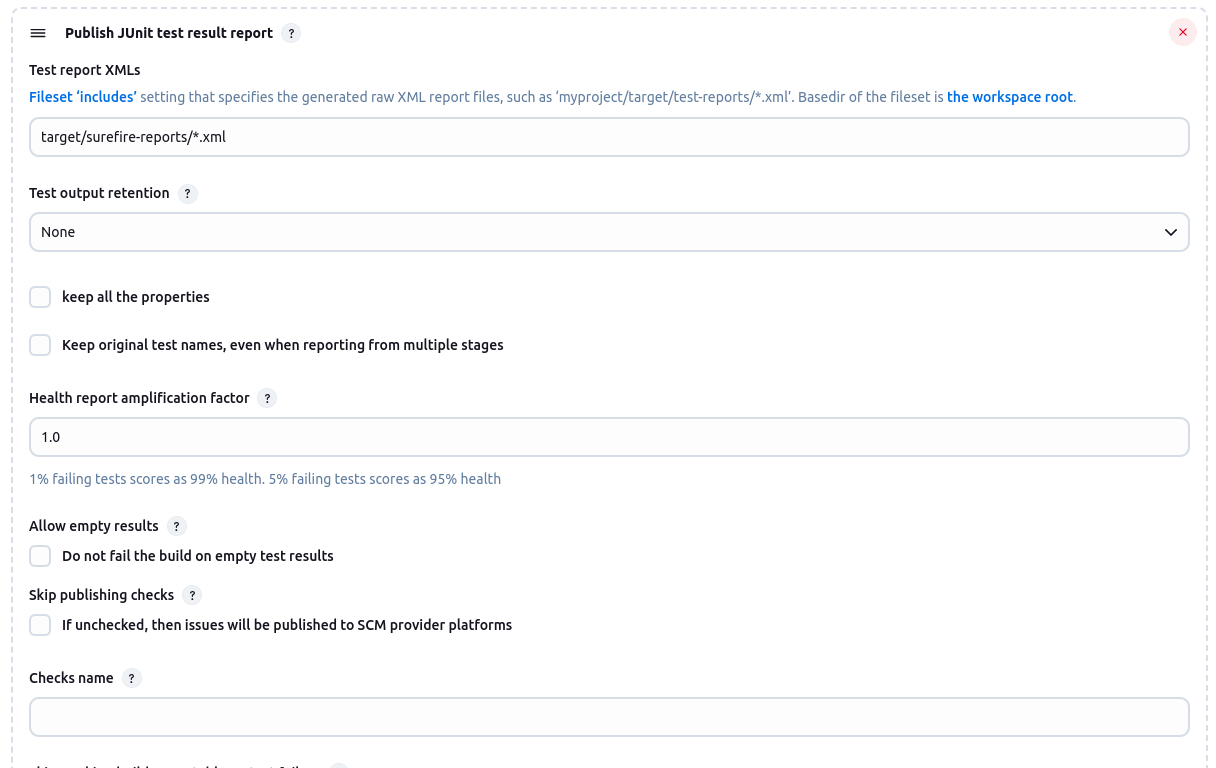 Publish JUnit test result report ?
Test report XMLs
Fileset ‘includes’ setting that specifies the generated raw XML report files, such as ‘myproject/target/test-reports/*.xml’. Basedir of the fileset is the workspace root.
target/surefire-reports/*.xml
Test output retention ?
None
keep all the properties
Keep original test names, even when reporting from multiple stages
Health report amplification factor ?
1.0
1% failing tests scores as 99% health. 5% failing tests scores as 95% health
Allow empty results ?
Do not fail the build on empty test results
Skip publishing checks ?
If unchecked, then issues will be published to SCM provider platforms
Checks name ?